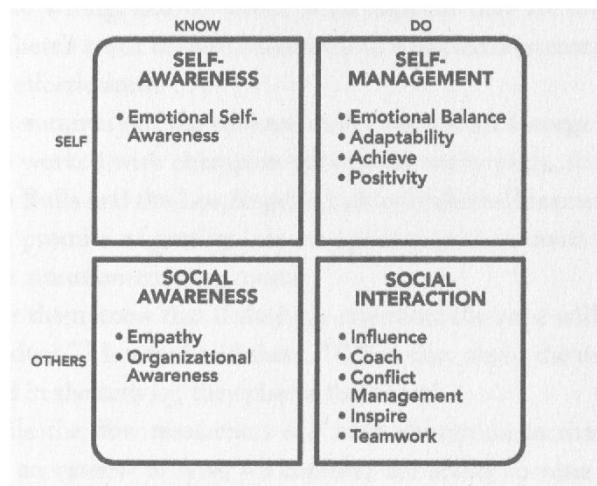 KNOW
DO
SELF-
AWARENESS
• Emotional Self-
Awareness
SELF-
MANAGEMENT
• Emotional Balance
• Adaptability
• Achieve
• Positivity
SELF
SOCIAL
AWARENESS
• Empathy
• Organizational
Awareness
SOCIAL
INTERACTION
• Influence
• Coach
• Conflict
Management
• Inspire
• Teamwork
OTHERS